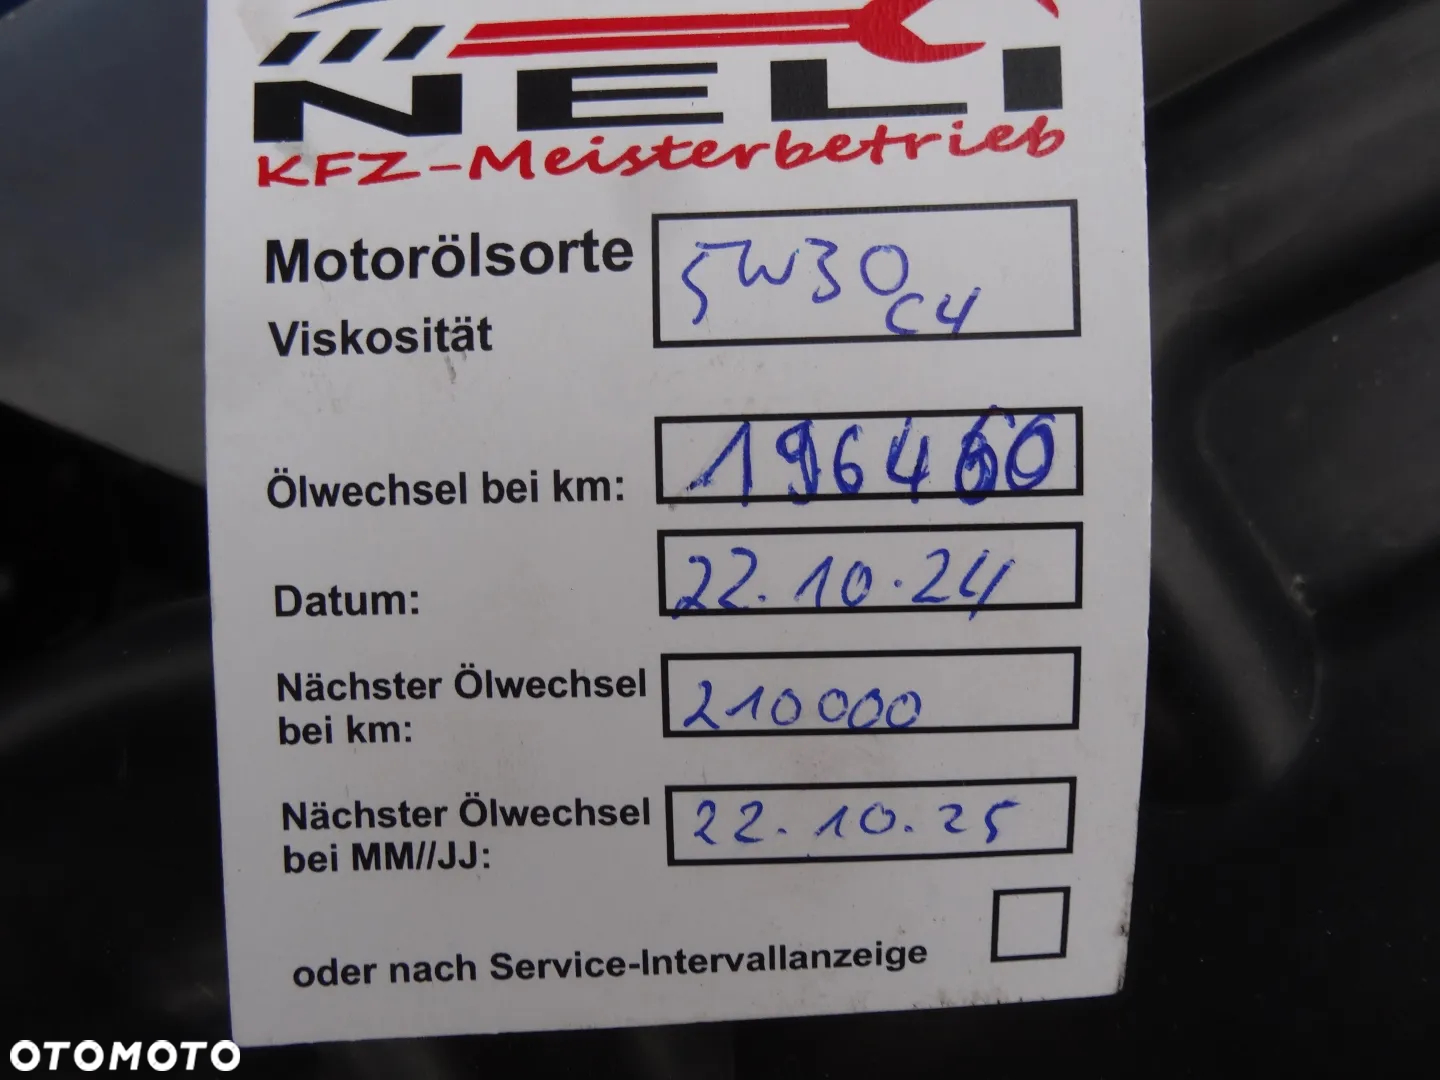 NELI
KFZ-Meisterbetrieb
Motorölsorte
Viskosität
5W30
C4
Ölwechsel bei km: 196460
Datum: 22.10.24
Nächster Ölwechsel
bei km: 210000
Nächster Ölwechsel
bei MM//JJ: 22.10.25
oder nach Service-Intervallanzeige
OTOMOTO